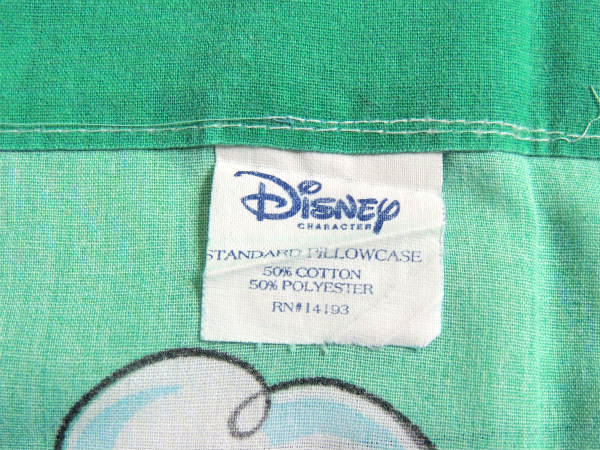 Disney
CHARACTER
STANDARD PILLOWCASE
50% COTTON
50% POLYESTER
RN#14193